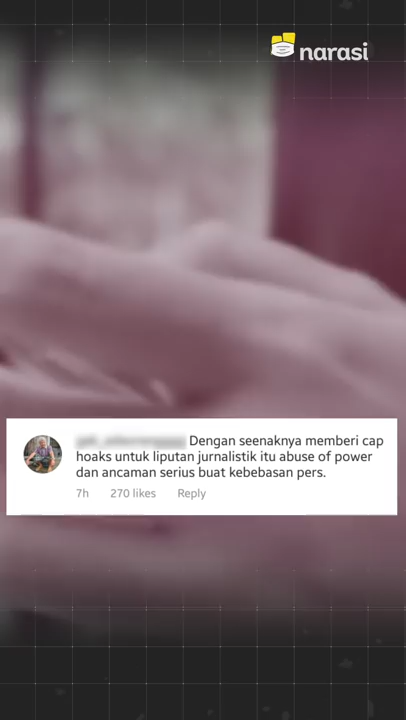 narasi
Dengan seenaknya memberi cap
hoaks untuk liputan jurnalistik itu abuse of power
dan ancaman serius buat kebebasan pers.
7h 270 likes Reply